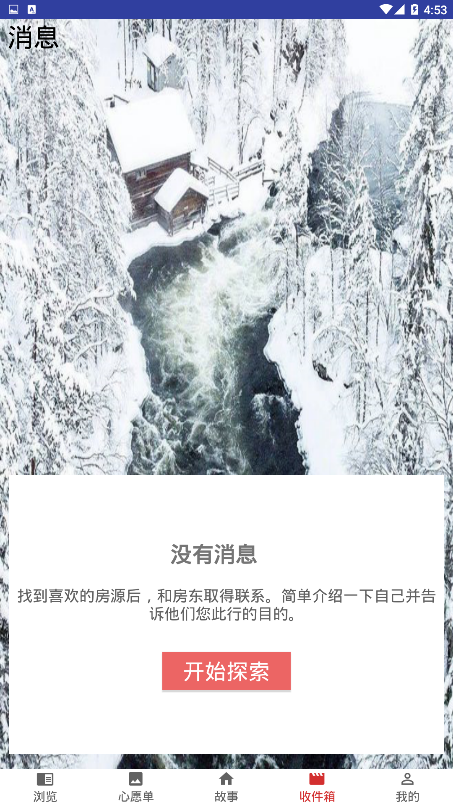 4:53
消息
没有消息
找到喜欢的房源后，和房东取得联系。简单介绍一下自己并告
诉他们您此行的目的。
开始探索
浏览
心愿单
故事
收件箱
我的